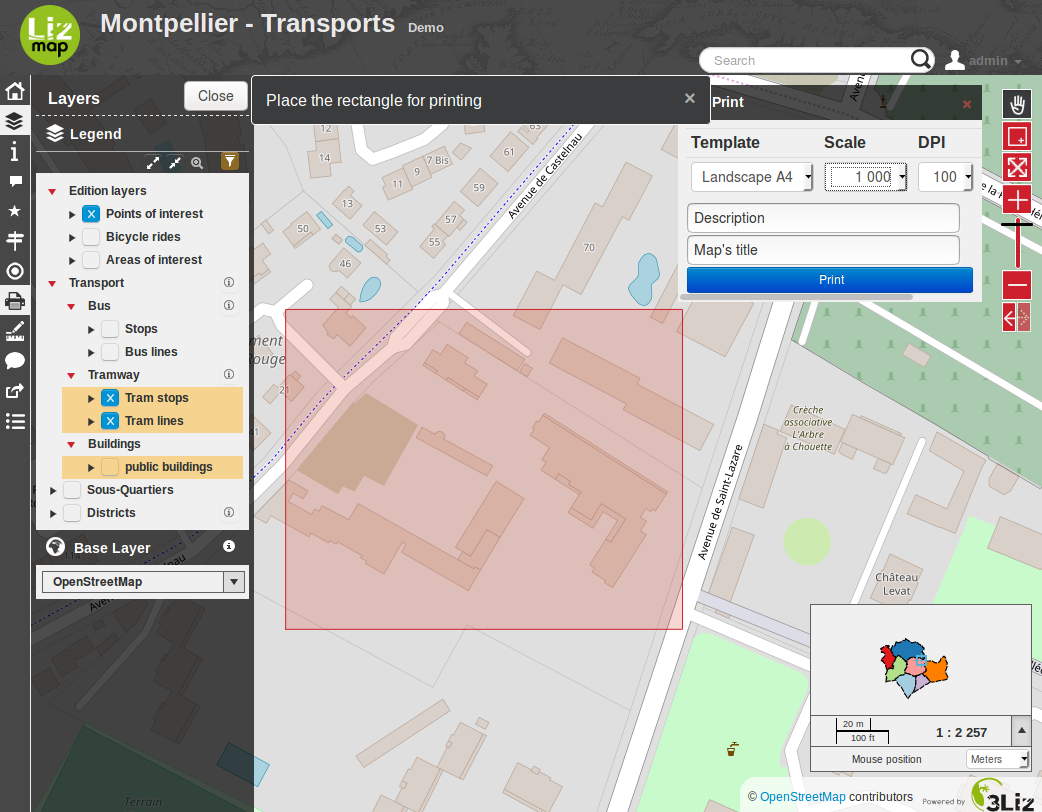 Liz
map
Montpellier - Transports Demo
Search
admin
Layers
Close
Place the rectangle for printing
×
Print
Legend
Template Scale DPI
Landscape A4 1 000 100
Description
Map's title
Print
Edition layers
X Points of interest
Bicycle rides
Areas of interest
Transport
Bus
Stops
Bus lines
Tramway
X Tram stops
X Tram lines
Buildings
public buildings
Sous-Quartiers
Districts
Base Layer
OpenStreetMap
12
14
7 Bis
11
9
13
50
53
46
61
63
59
57
55
70
21
Avenue de Castelnau
Avenue de Saint-Lazare
Crèche
associative
L'Arbre
à Chouette
Château
Levat
Terrain
20 m
100 ft
1 : 2 257
Mouse position Meters
© OpenStreetMap contributors
Powered by 3Liz